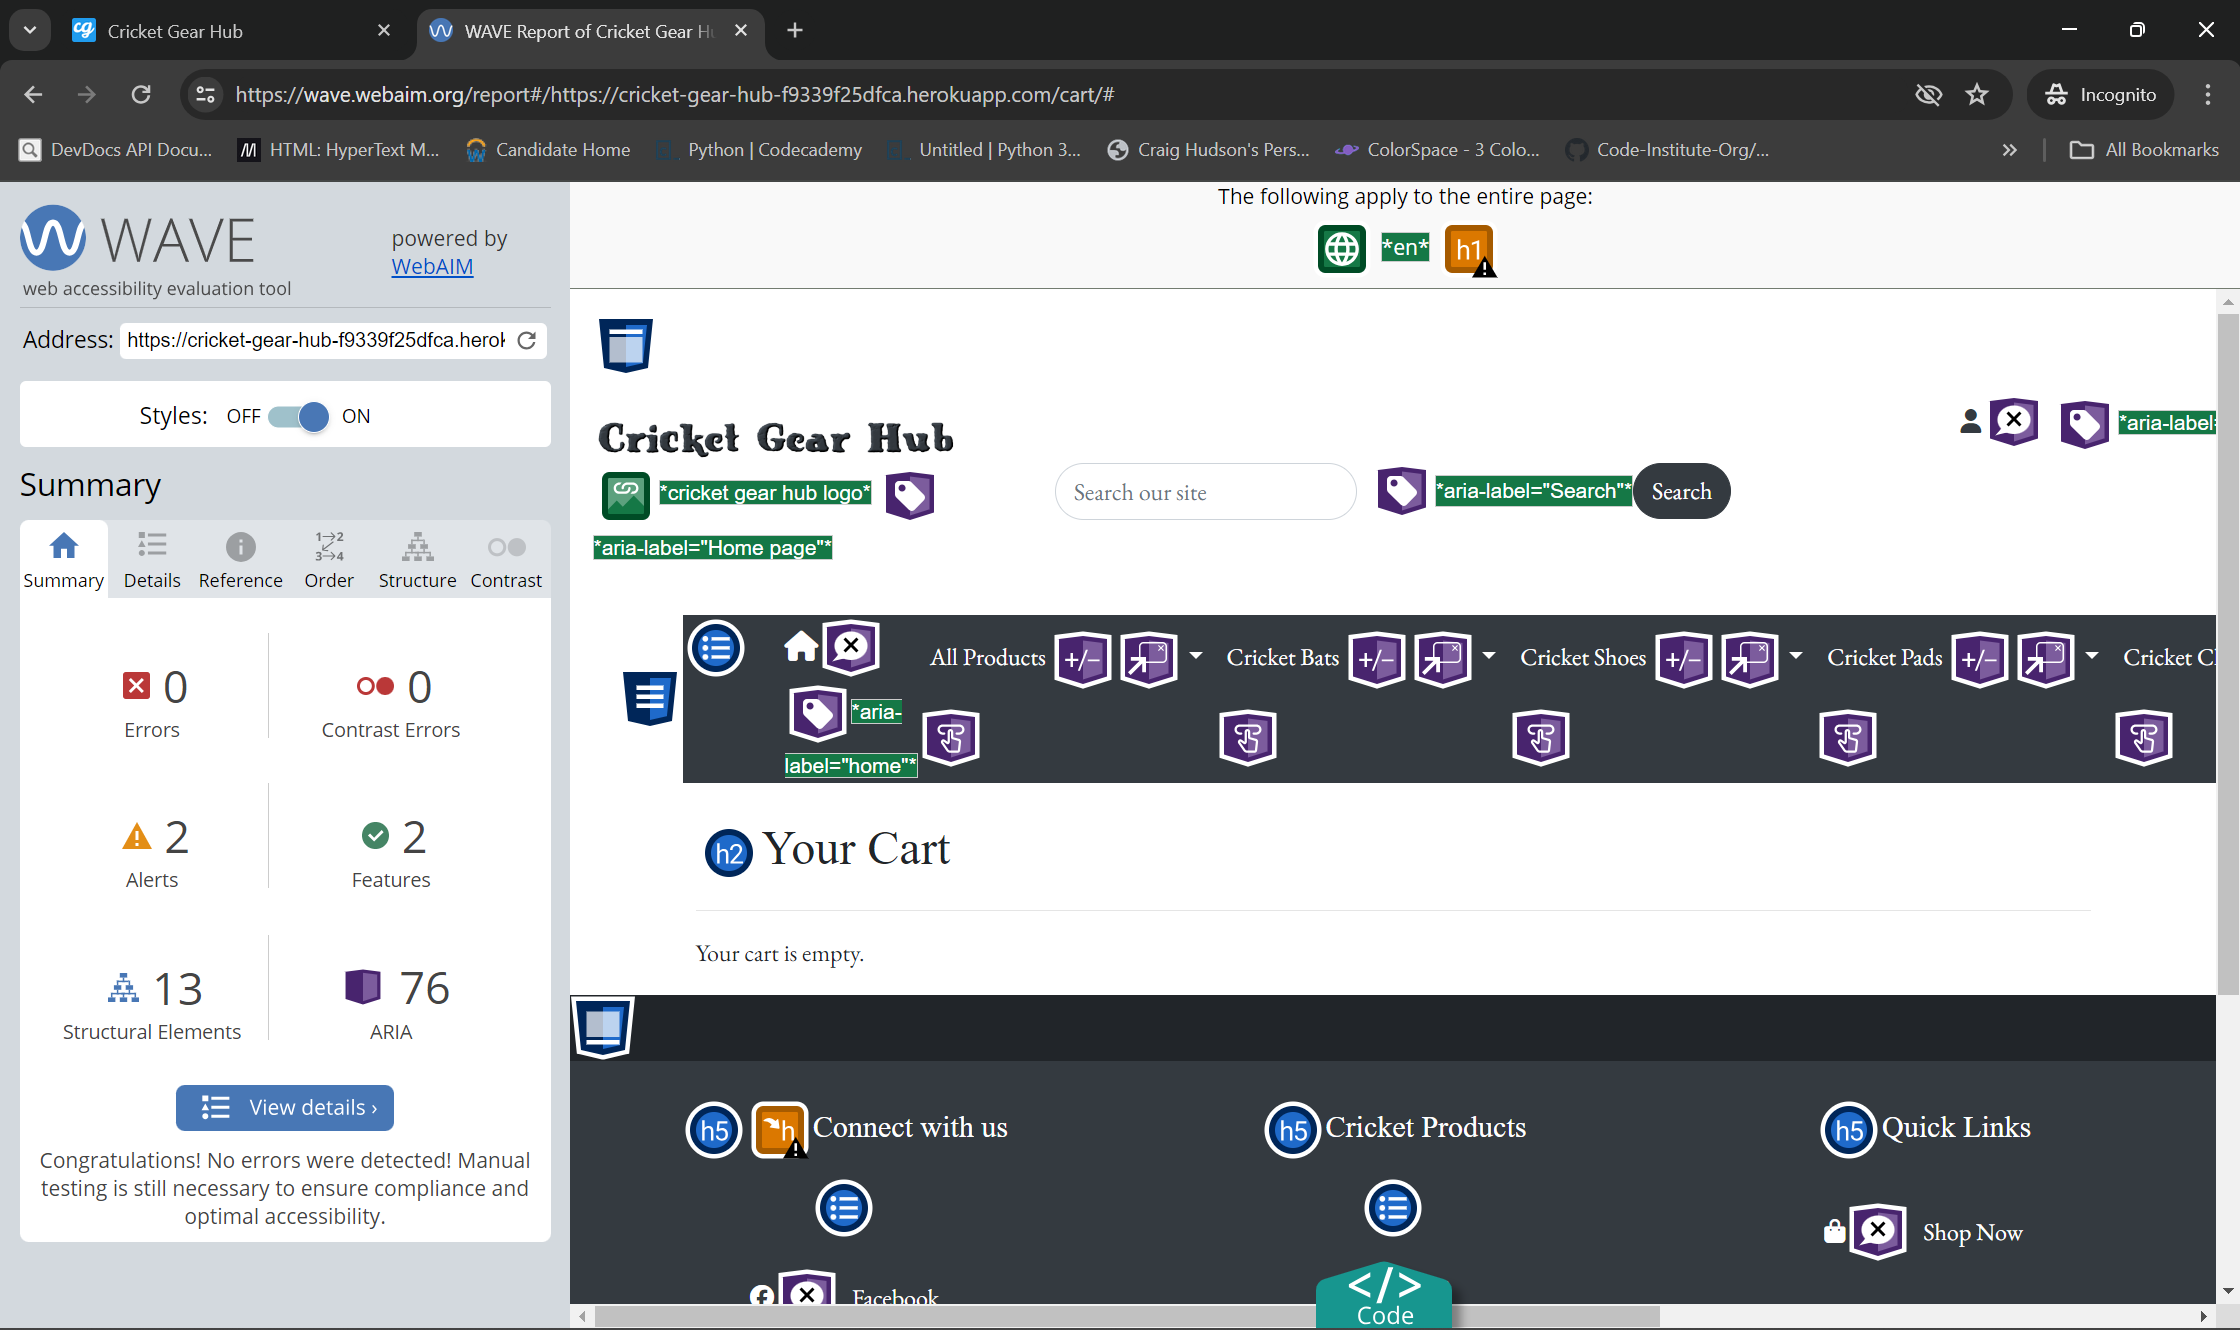 Cricket Gear Hub
WAVE Report of Cricket Gear Hu
https://wave.webaim.org/report#/https://cricket-gear-hub-f9339f25dfca.herokuapp.com/cart/#
Incognito
DevDocs API Docu...
HTML: HyperText M...
Candidate Home
Python | Codecademy
Untitled | Python 3...
Craig Hudson's Pers...
ColorSpace - 3 Colo...
Code-Institute-Org/...
All Bookmarks
WAVE
powered by
WebAIM
web accessibility evaluation tool
Address: https://cricket-gear-hub-f9339f25dfca.herok
Styles: OFF ON
Summary
Summary Details Reference Order Structure Contrast
0
Errors
0
Contrast Errors
2
Alerts
2
Features
13
Structural Elements
76
ARIA
View details ›
Congratulations! No errors were detected! Manual
testing is still necessary to ensure compliance and
optimal accessibility.
The following apply to the entire page:
*en* h1
Cricket Gear Hub
*cricket gear hub logo*
*aria-label="Home page"*
Search our site
*aria-label="Search"*
Search
*aria-label=
*aria-
label="home"*
All Products +/-
Cricket Bats +/-
Cricket Shoes +/-
Cricket Pads +/-
Cricket Cl
h2 Your Cart
Your cart is empty.
h5 h Connect with us
h5 Cricket Products
h5 Quick Links
Shop Now
Facebook
</>
Code